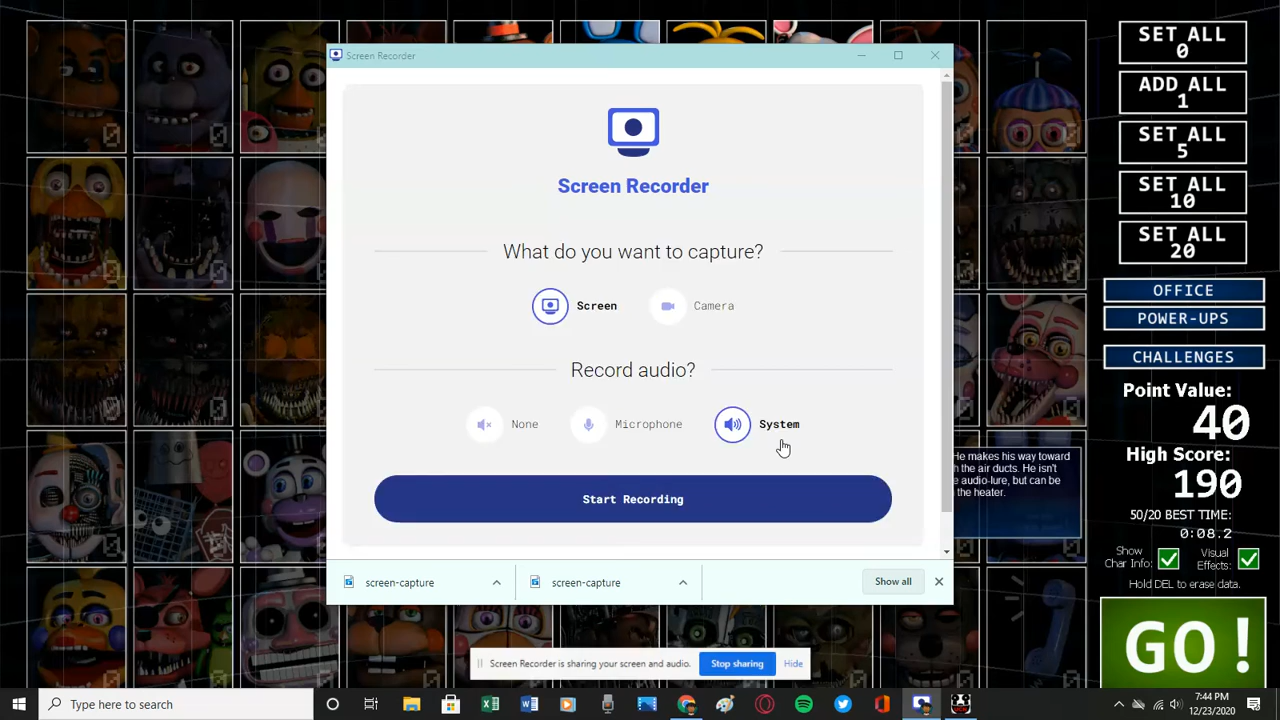 Screen Recorder
Screen Recorder
What do you want to capture?
Screen
Camera
Record audio?
None
Microphone
System
Start Recording
screen-capture
screen-capture
Show all
Screen Recorder is sharing your screen and audio.
Stop sharing
Hide
SET ALL
0
ADD ALL
1
SET ALL
5
SET ALL
10
SET ALL
20
OFFICE
POWER-UPS
CHALLENGES
Point Value:
40
High Score:
190
50/20 BEST TIME:
0:08.2
Show
Char Info:
Visual
Effects:
Hold DEL to erase data.
GO!
He makes his way toward
h the air ducts. He isn't
e audio-lure, but can be
the heater.
Type here to search
7:44 PM
12/23/2020